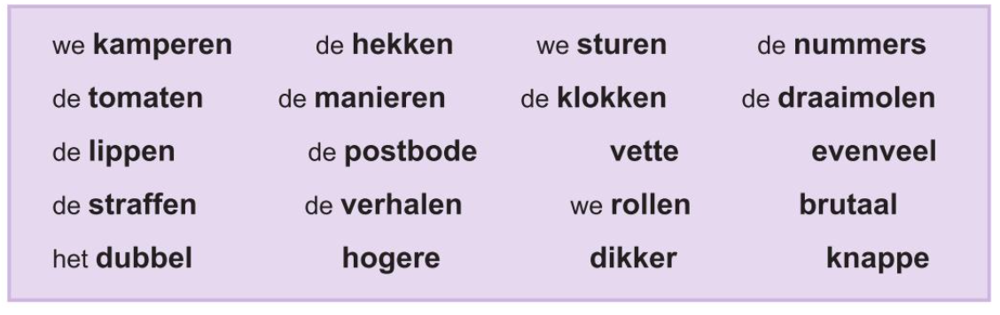 we kamperen de hekken we sturen de nummers
de tomaten de manieren de klokken de draaimolen
de lippen de postbode vette evenveel
de straffen de verhalen we rollen brutaal
het dubbel hogere dikker knappe